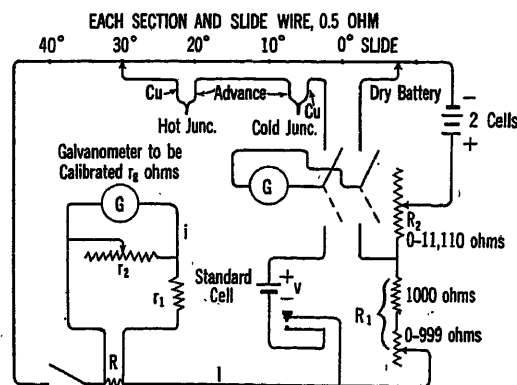 EACH SECTION AND SLIDE WIRE, 0.5 OHM
40° 30° 20° 10° 0° SLIDE
Cu Advance Cu Dry Battery
Hot Junc. Cold Junc.
−
2 Cells
+
Galvanometer to be
Calibrated rg ohms
G
G
i
R2
0-11,110 ohms
r2
r1
Standard
Cell
+
V
−
R1
1000 ohms
0-999 ohms
R
I